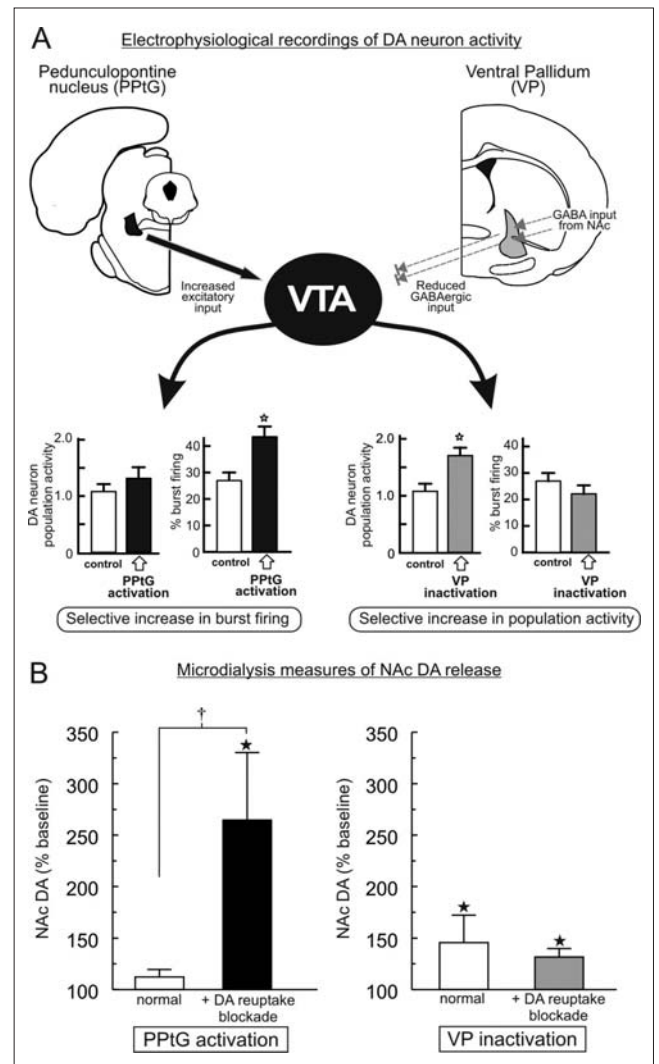 A
Electrophysiological recordings of DA neuron activity
Pedunculopontine
nucleus (PPtG)
Ventral Pallidum
(VP)
GABA input
from NAc
Increased
excitatory
input
VTA
Reduced
GABAergic
input
DA neuron
population activity
2.0
1.0
0
control
PPtG
activation
% burst firing
40
30
20
10
0
PPtG
activation
Selective increase in burst firing
DA neuron
population activity
2.0
1.0
0
control
VP
inactivation
% burst firing
40
30
20
10
0
control
VP
inactivation
Selective increase in population activity
B
Microdialysis measures of NAc DA release
NAc DA (% baseline)
350
300
250
200
150
100
†
normal
+ DA reuptake
blockade
PPtG activation
NAc DA (% baseline)
350
300
250
200
150
100
normal
+ DA reuptake
blockade
VP inactivation